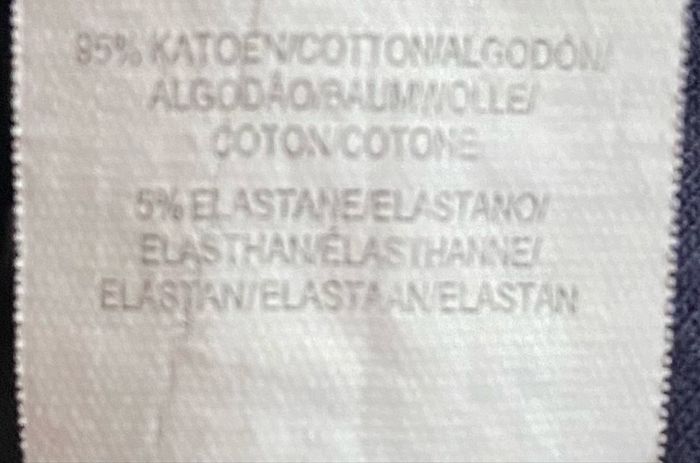 95% KATOEN/COTTON/ALGODÓN/
ALGODÃO/BAUMWOLLE/
COTON/COTONE
5% ELASTANE/ELASTANO/
ELASTHAN/ÉLASTHANNE/
ELASTAN/ELASTAAN/ELASTAN